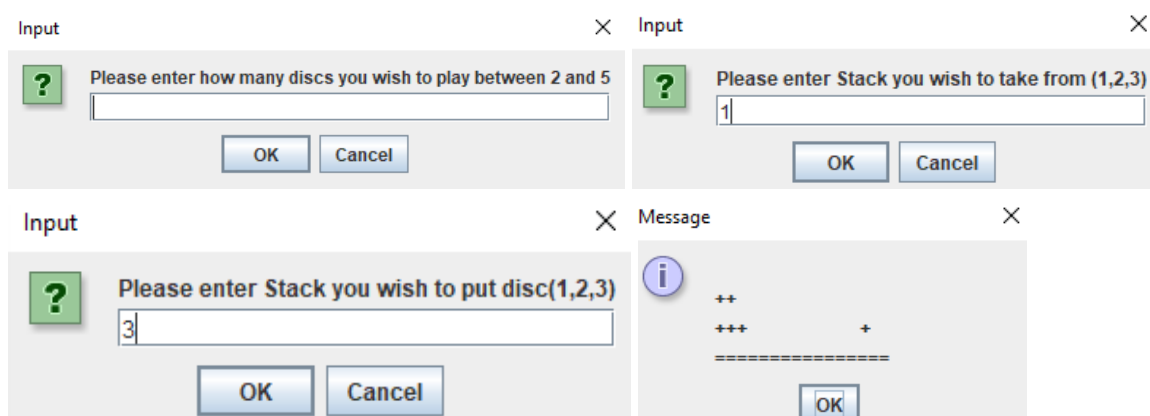 Input
?
Please enter how many discs you wish to play between 2 and 5
OK Cancel
Input
?
Please enter Stack you wish to take from (1,2,3)
1
OK Cancel
Input
?
Please enter Stack you wish to put disc(1,2,3)
3
OK Cancel
Message
i
++
+++ +
================
OK